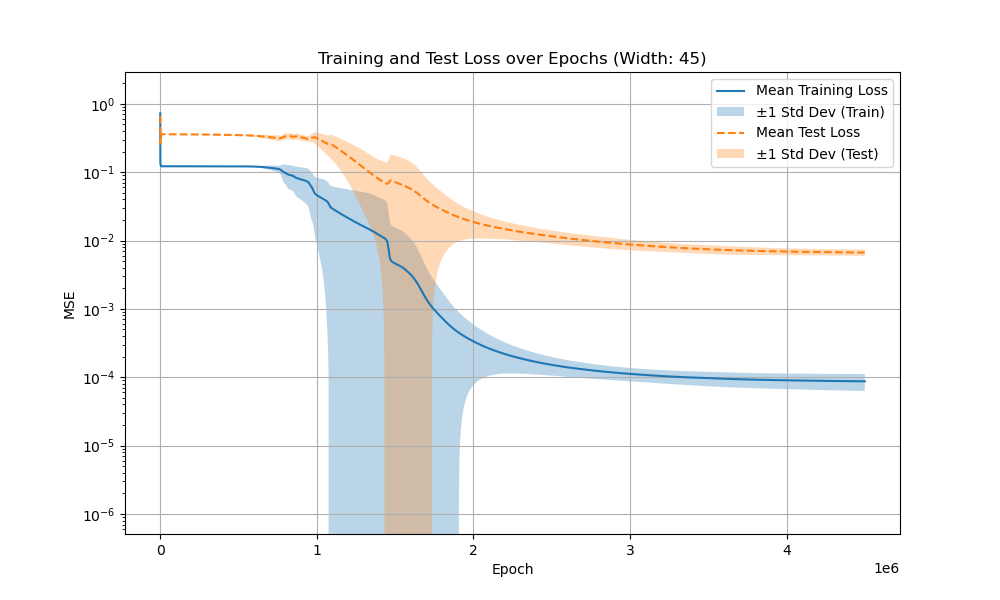 Training and Test Loss over Epochs (Width: 45)
Mean Training Loss
±1 Std Dev (Train)
Mean Test Loss
±1 Std Dev (Test)
MSE
10⁰
10⁻¹
10⁻²
10⁻³
10⁻⁴
10⁻⁵
10⁻⁶
0 1 2 3 4
1e6
Epoch